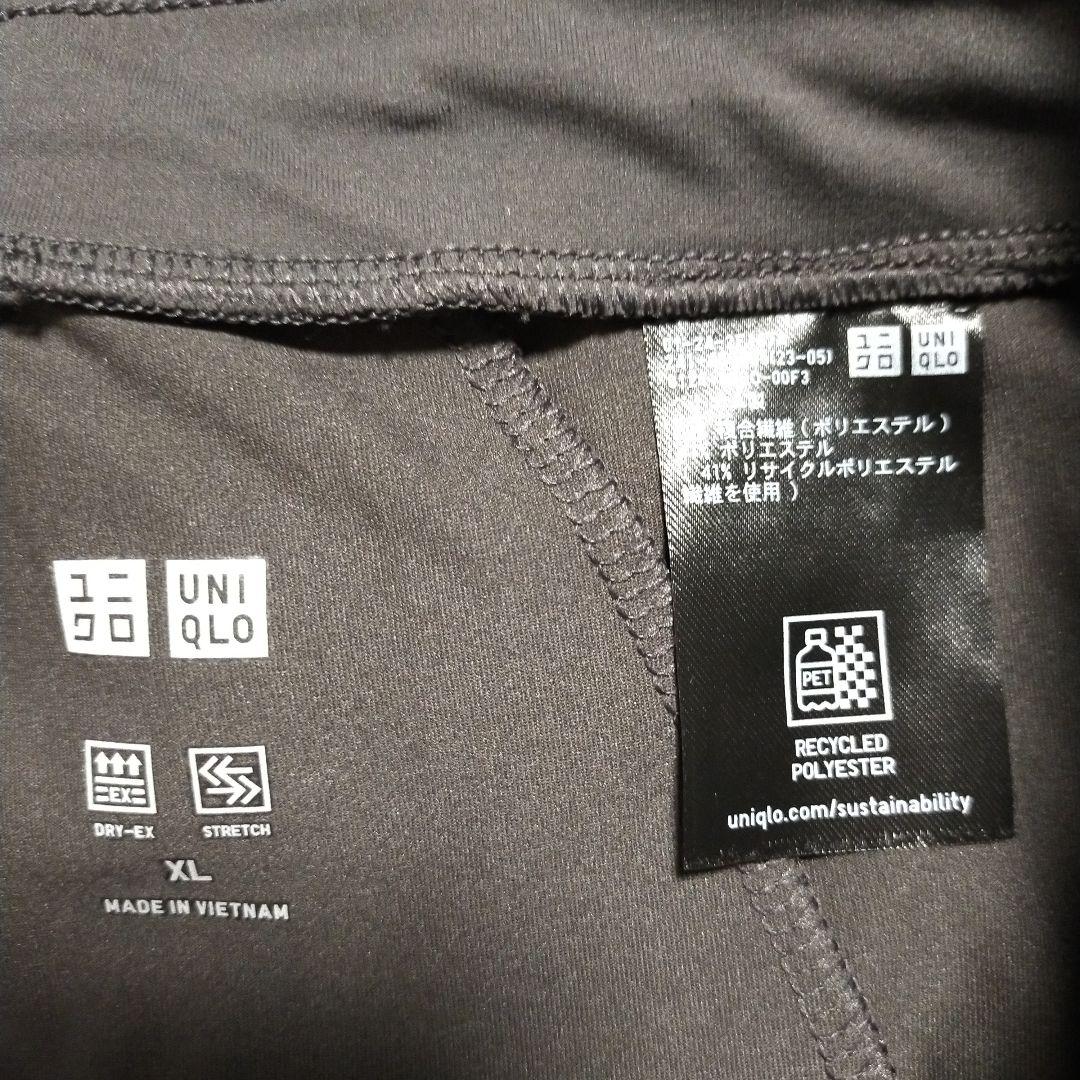 ユニ
クロ
UNI
QLO
23-05)
00F3
合繊維(ポリエステル)
ポリエステル
41% リサイクルポリエステル
繊維を使用)
PET
RECYCLED
POLYESTER
uniqlo.com/sustainability
ユニ
クロ
UNI
QLO
EX
DRY-EX
STRETCH
XL
MADE IN VIETNAM